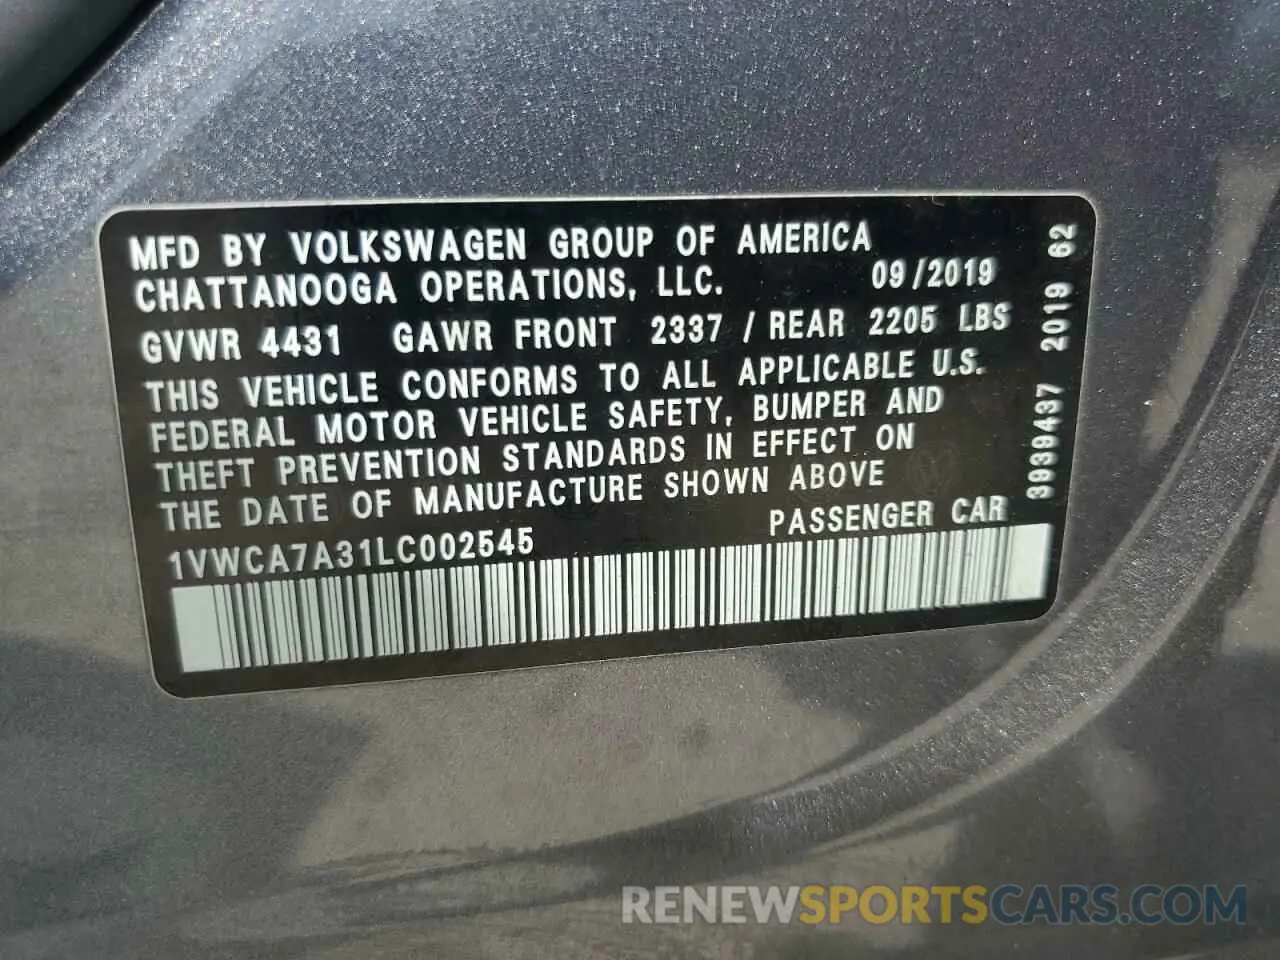 MFD BY VOLKSWAGEN GROUP OF AMERICA
CHATTANOOGA OPERATIONS, LLC. 09/2019
GVWR 4431 GAWR FRONT 2337 / REAR 2205 LBS
THIS VEHICLE CONFORMS TO ALL APPLICABLE U.S.
FEDERAL MOTOR VEHICLE SAFETY, BUMPER AND
THEFT PREVENTION STANDARDS IN EFFECT ON
THE DATE OF MANUFACTURE SHOWN ABOVE
1VWCA7A31LC002545 PASSENGER CAR
3939437 2019 62
RENEWSPORTSCARS.COM